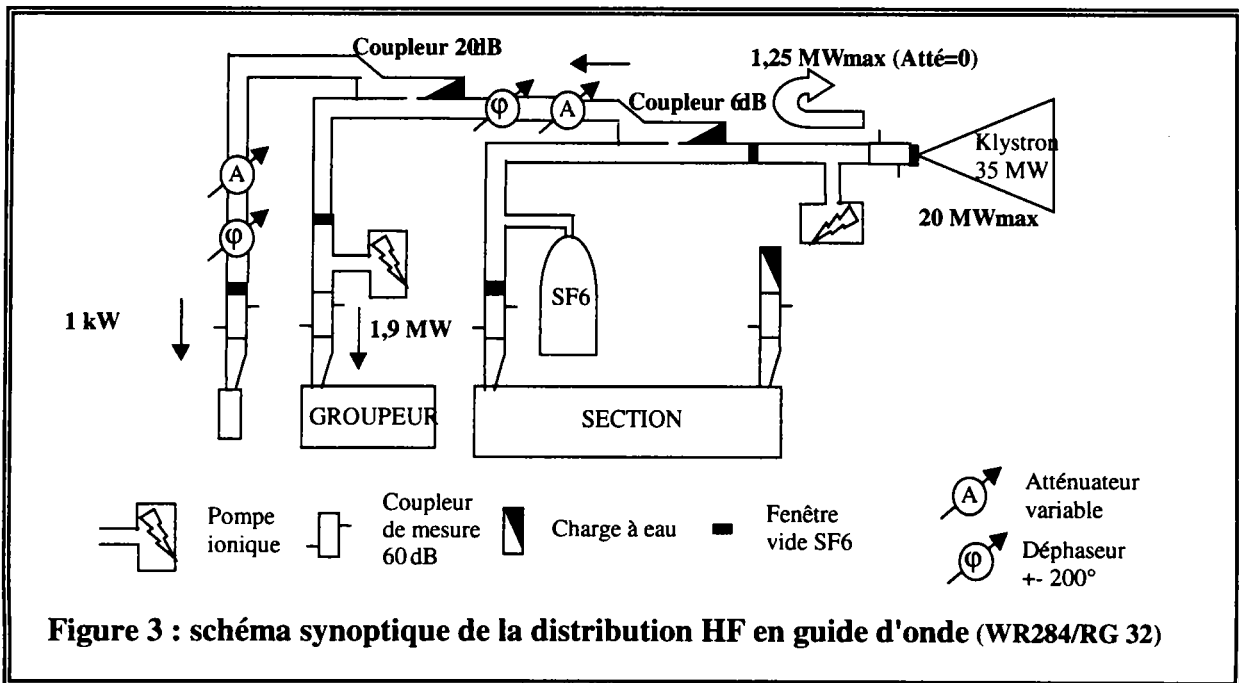 Coupleur 20dB
1,25 MWmax (Atté=0)
Coupleur 6dB
φ
A
Klystron
35 MW
20 MWmax
A
φ
SF6
1 kW
1,9 MW
GROUPEUR
SECTION
Pompe
ionique
Coupleur
de mesure
60 dB
Charge à eau
Fenêtre
vide SF6
A
Atténuateur
variable
φ
Déphaseur
+- 200°
Figure 3 : schéma synoptique de la distribution HF en guide d'onde (WR284/RG 32)